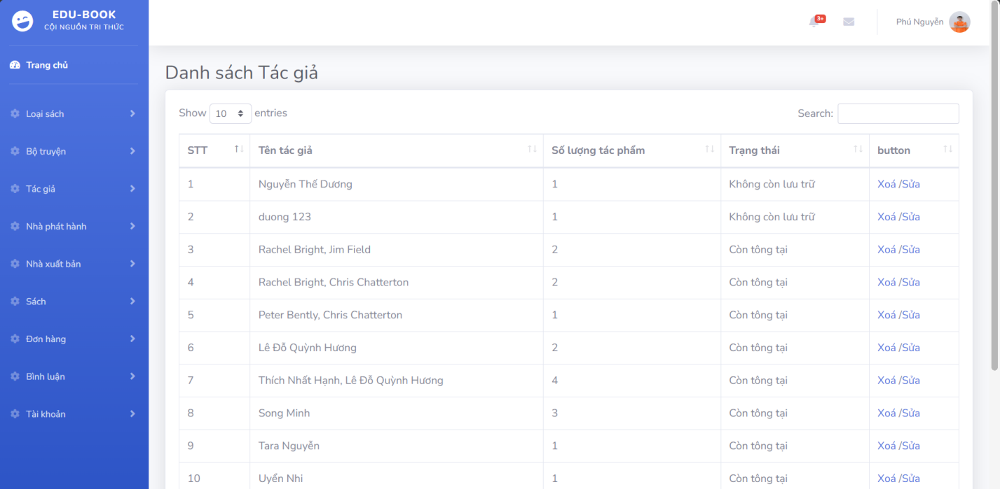 EDU-BOOK
CỘI NGUỒN TRI THỨC
3+
Phú Nguyễn
Trang chủ
Loại sách
Bộ truyện
Tác giả
Nhà phát hành
Nhà xuất bản
Sách
Đơn hàng
Bình luận
Tài khoản
Danh sách Tác giả
Show 10 entries Search:
STT Tên tác giả Số lượng tác phẩm Trạng thái button
1 Nguyễn Thế Dương 1 Không còn lưu trữ Xoá /Sửa
2 duong 123 1 Không còn lưu trữ Xoá /Sửa
3 Rachel Bright, Jim Field 2 Còn tông tại Xoá /Sửa
4 Rachel Bright, Chris Chatterton 2 Còn tông tại Xoá /Sửa
5 Peter Bently, Chris Chatterton 1 Còn tông tại Xoá /Sửa
6 Lê Đỗ Quỳnh Hương 2 Còn tông tại Xoá /Sửa
7 Thích Nhất Hạnh, Lê Đỗ Quỳnh Hương 4 Còn tông tại Xoá /Sửa
8 Song Minh 3 Còn tông tại Xoá /Sửa
9 Tara Nguyễn 1 Còn tông tại Xoá /Sửa
10 Uyển Nhi 1 Còn tông tại Xoá /Sửa